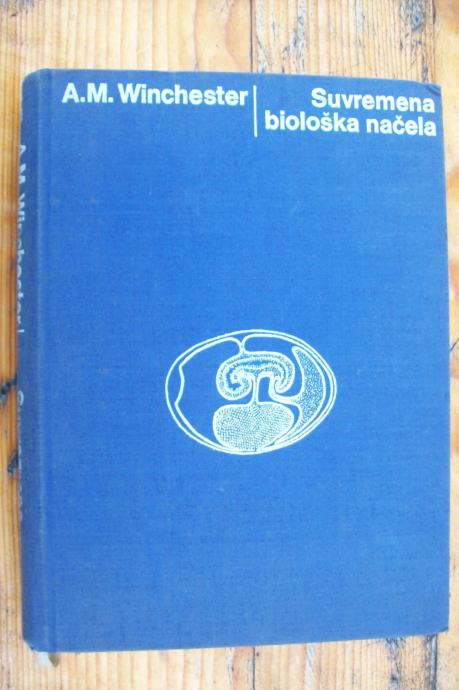 A.M. Winchester
Suvremena
biološka načela
A. M. Winchester